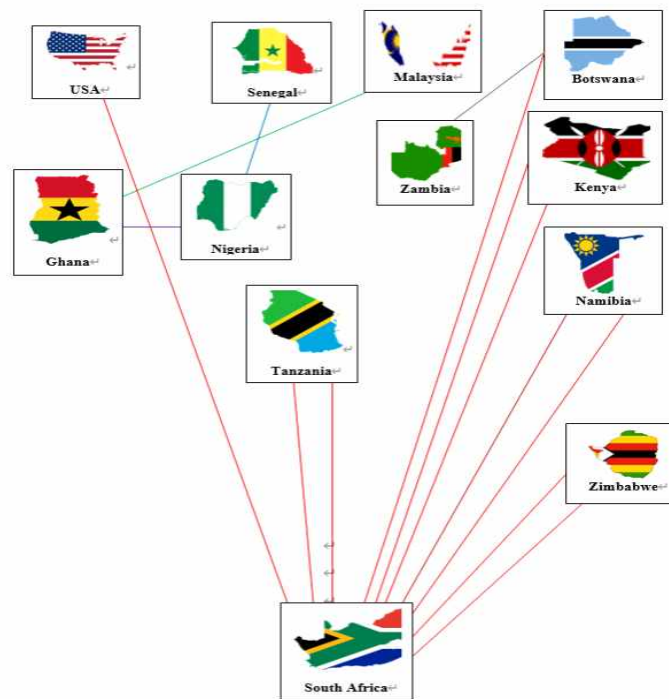 USA↵
Senegal↵
Malaysia↵
Botswana↵
Zambia↵
Kenya↵
Ghana↵
Nigeria↵
Namibia↵
Tanzania↵
Zimbabwe↵
South Africa↵